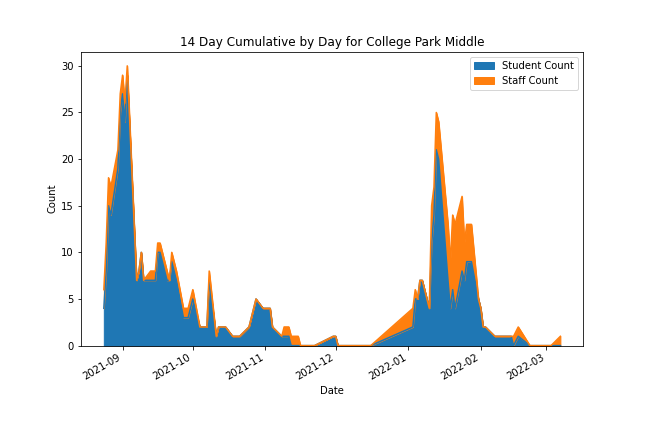 14 Day Cumulative by Day for College Park Middle
Student Count
Staff Count
Count
30
25
20
15
10
5
0
2021-09
2021-10
2021-11
2021-12
2022-01
2022-02
2022-03
Date